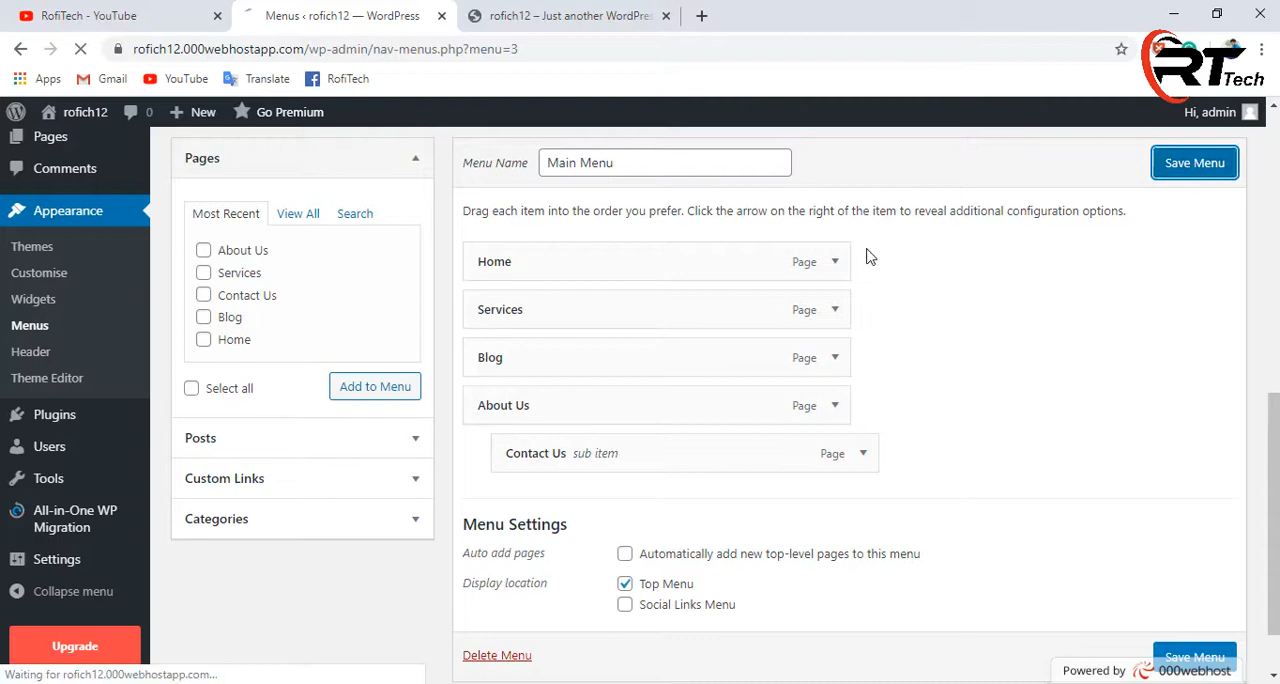 RofiTech - YouTube
Menus ‹ rofich12 — WordPress
rofich12 – Just another WordPres
rofich12.000webhostapp.com/wp-admin/nav-menus.php?menu=3
Apps
Gmail
YouTube
Translate
RofiTech
RT Tech
rofich12
0
New
Go Premium
Hi, admin
Pages
Comments
Appearance
Themes
Customise
Widgets
Menus
Header
Theme Editor
Plugins
Users
Tools
All-in-One WP
Migration
Settings
Collapse menu
Upgrade
Waiting for rofich12.000webhostapp.com...
Pages
Most Recent
View All
Search
About Us
Services
Contact Us
Blog
Home
Select all
Add to Menu
Posts
Custom Links
Categories
Menu Name
Main Menu
Save Menu
Drag each item into the order you prefer. Click the arrow on the right of the item to reveal additional configuration options.
Home Page
Services Page
Blog Page
About Us Page
Contact Us sub item Page
Menu Settings
Auto add pages
Automatically add new top-level pages to this menu
Display location
Top Menu
Social Links Menu
Delete Menu
Save Menu
Powered by 000webhost